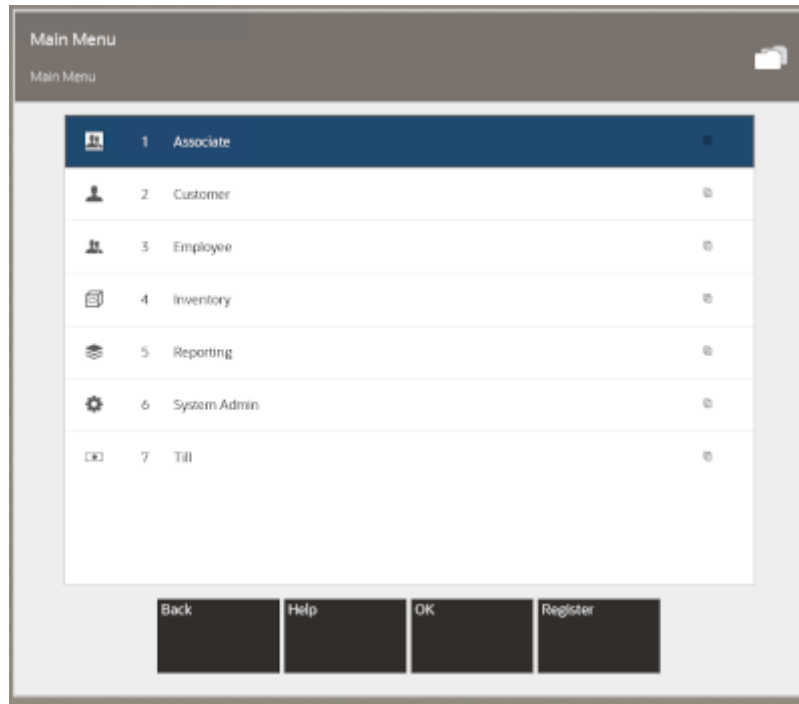 Main Menu
Main Menu
1 Associate
2 Customer
3 Employee
4 Inventory
5 Reporting
6 System Admin
7 Till
Back Help OK Register